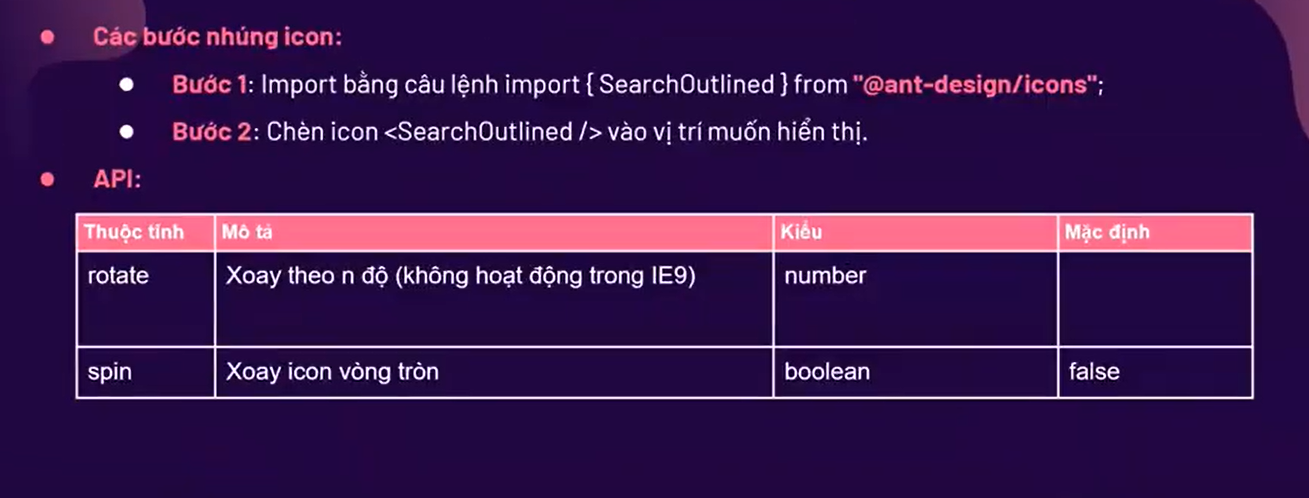 Các bước nhúng icon:
Bước 1: Import bằng câu lệnh import { SearchOutlined } from "@ant-design/icons";
Bước 2: Chèn icon <SearchOutlined /> vào vị trí muốn hiển thị.
API:
Thuộc tính Mô tả Kiểu Mặc định
rotate Xoay theo n độ (không hoạt động trong IE9) number
spin Xoay icon vòng tròn boolean false